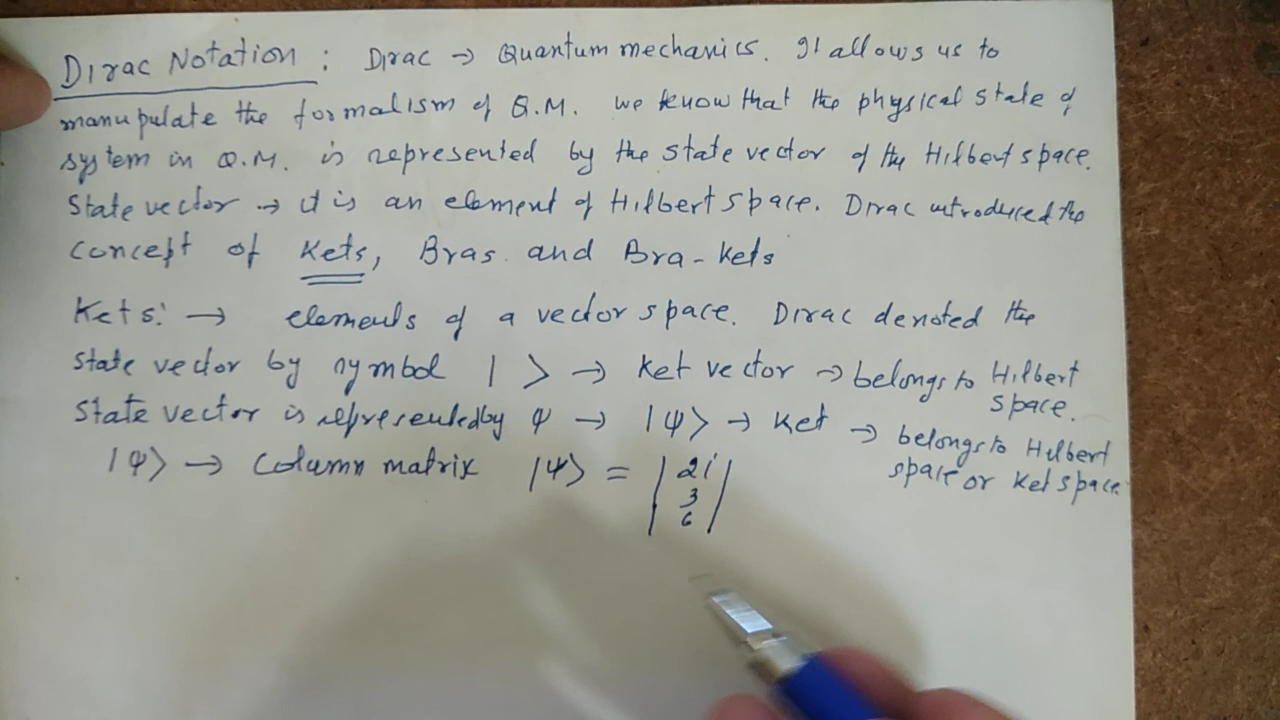 Dirac Notation : Dirac → Quantum mechanics. It allows us to
manupulate the formalism of Q.M. we know that the physical state of
system in Q.M. is represented by the state vector of the Hilbert space.
State vector → it is an element of Hilbert space. Dirac introduced the
concept of Kets, Bras and Bra-kets
Kets: → elements of a vector space. Dirac denoted the
state vector by symbol | > → Ket vector → belongs to Hilbert
space.
State vector is represented by ψ → |ψ> → Ket → belongs to Hilbert
space or Ket space
|ψ> → Column matrix |ψ> = | 2i |
3
6